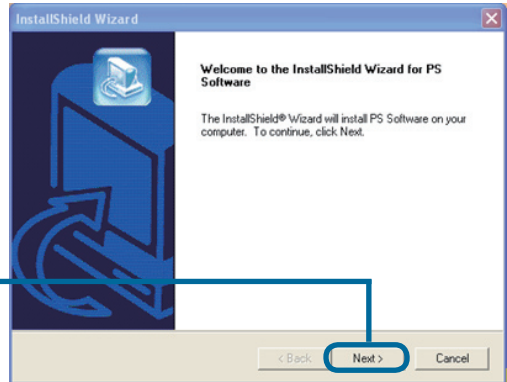 InstallShield Wizard
Welcome to the InstallShield Wizard for PS
Software
The InstallShield® Wizard will install PS Software on your
computer. To continue, click Next.
< Back
Next >
Cancel